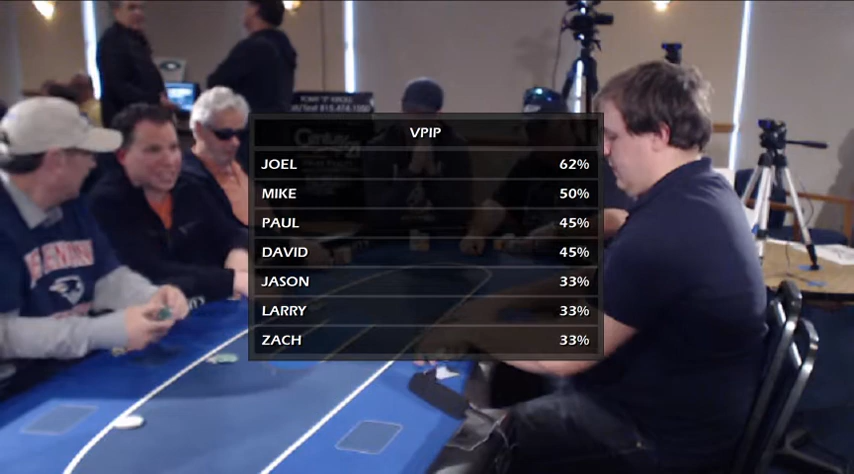 VPIP
JOEL 62%
MIKE 50%
PAUL 45%
DAVID 45%
JASON 33%
LARRY 33%
ZACH 33%